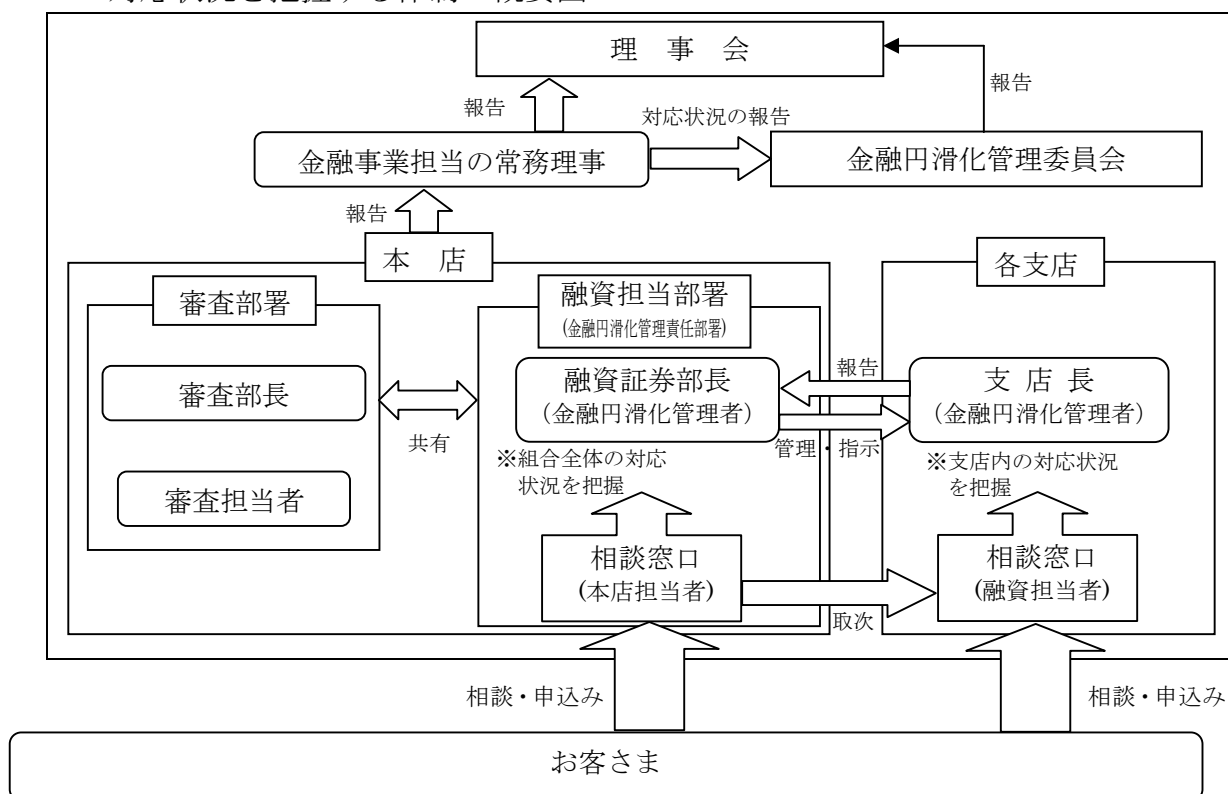 対応状況を把握する体制の概要図
理 事 会
報告
対応状況の報告
報告
金融事業担当の常務理事
金融円滑化管理委員会
報告
本 店
各支店
審査部署
融資担当部署
(金融円滑化管理責任部署)
審査部長
審査担当者
共有
融資証券部長
(金融円滑化管理者)
※組合全体の対応
状況を把握
報告
管理・指示
支 店 長
(金融円滑化管理者)
※支店内の対応状況
を把握
相談窓口
(本店担当者)
取次
相談窓口
(融資担当者)
相談・申込み
相談・申込み
お客さま